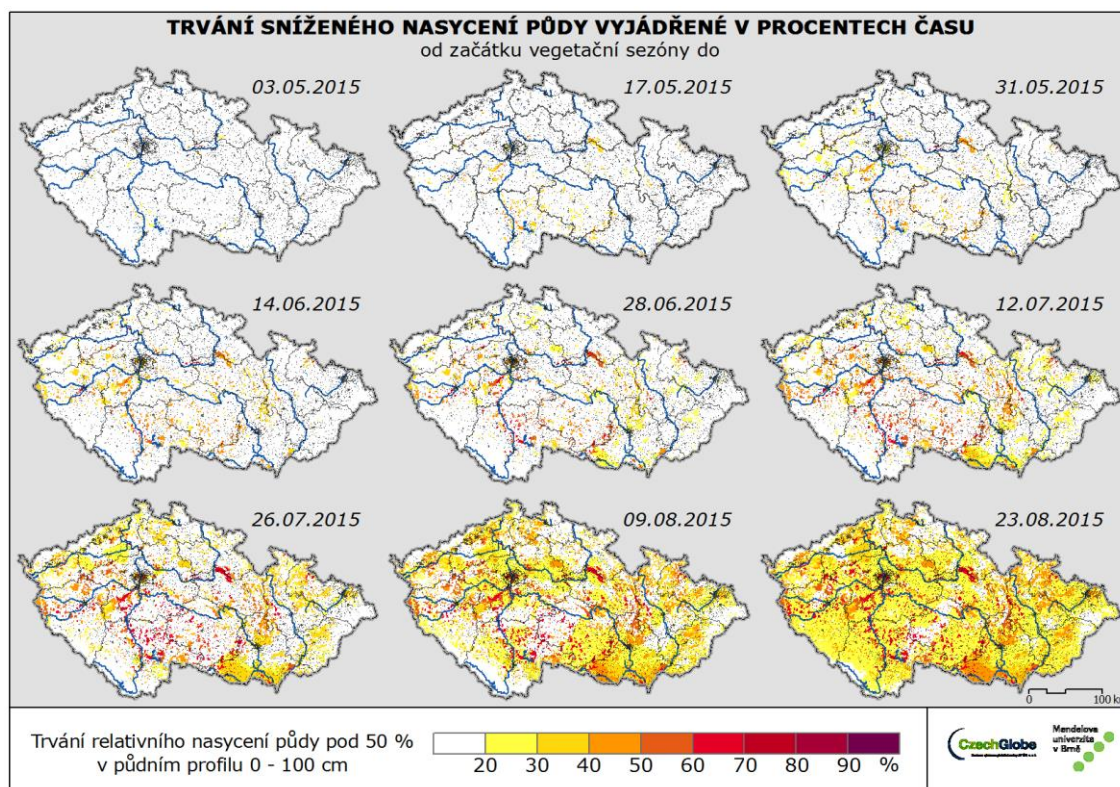 TRVÁNÍ SNÍŽENÉHO NASYCENÍ PŮDY VYJÁDŘENÉ V PROCENTECH ČASU
od začátku vegetační sezóny do
03.05.2015
17.05.2015
31.05.2015
14.06.2015
28.06.2015
12.07.2015
26.07.2015
09.08.2015
23.08.2015
0 100 km
Trvání relativního nasycení půdy pod 50 %
v půdním profilu 0 - 100 cm
20 30 40 50 60 70 80 90 %
CzechGlobe
Mendelova
univerzita
v Brně